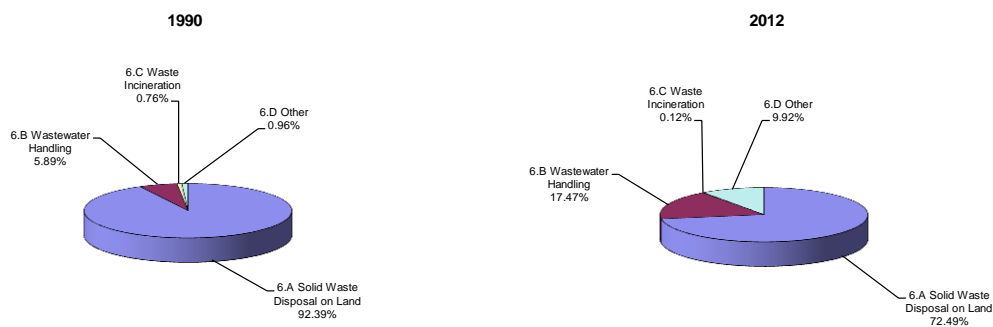 1990
6.C Waste
Incineration
0.76%
6.D Other
0.96%
6.B Wastewater
Handling
5.89%
6.A Solid Waste
Disposal on Land
92.39%
2012
6.C Waste
Incineration
0.12%
6.D Other
9.92%
6.B Wastewater
Handling
17.47%
6.A Solid Waste
Disposal on Land
72.49%